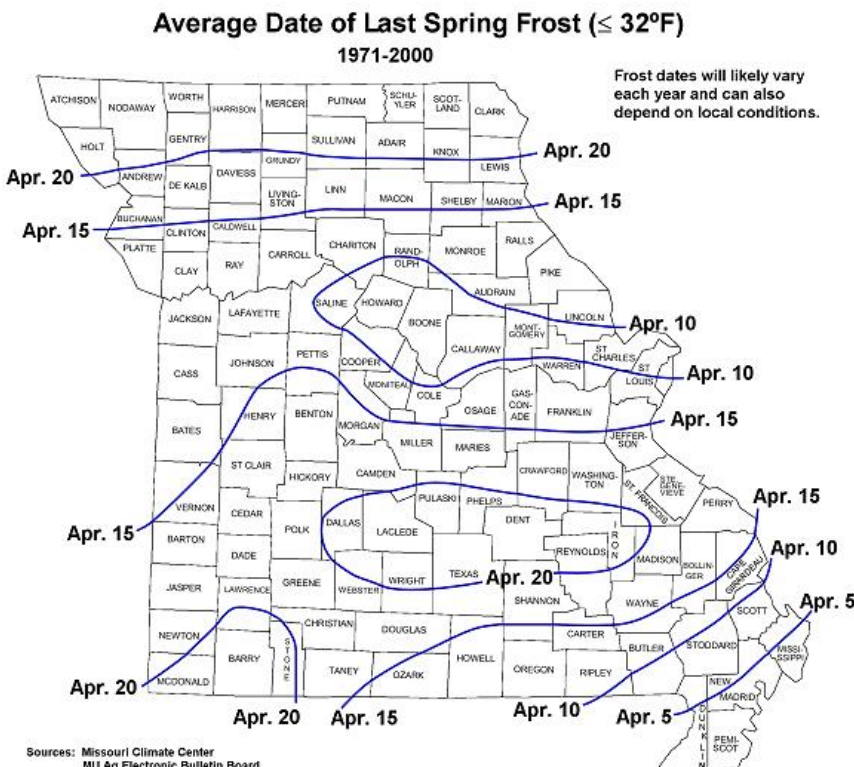 Average Date of Last Spring Frost (≤ 32ºF)
1971-2000
Frost dates will likely vary
each year and can also
depend on local conditions.
ATCHISON
NODAWAY
WORTH
HARRISON
MERCER
PUTNAM
SCHU-
YLER
SCOT-
LAND
CLARK
HOLT
GENTRY
SULLIVAN
ADAIR
KNOX
LEWIS
Apr. 20
Apr. 20
ANDREW
DE KALB
DAVIESS
GRUNDY
LIVING-
STON
LINN
MACON
SHELBY
MARION
Apr. 15
Apr. 15
BUCHANAN
CLINTON
CALDWELL
PLATTE
CLAY
RAY
CARROLL
CHARITON
RAND-
OLPH
MONROE
RALLS
PIKE
AUDRAIN
JACKSON
LAFAYETTE
SALINE
HOWARD
BOONE
CALLAWAY
MONT-
GOMERY
LINCOLN
Apr. 10
CASS
JOHNSON
PETTIS
COOPER
MONITEAU
COLE
OSAGE
GAS-
CON-
ADE
WARREN
ST
CHARLES
ST
LOUIS
Apr. 10
FRANKLIN
Apr. 15
BATES
HENRY
BENTON
MORGAN
MILLER
MARIES
JEFFER-
SON
ST CLAIR
HICKORY
CAMDEN
PULASKI
PHELPS
CRAWFORD
WASHING-
TON
ST. FRANCOIS
STE.
GENE-
VIEVE
PERRY
Apr. 15
VERNON
Apr. 15
CEDAR
POLK
DALLAS
LACLEDE
DENT
IRON
REYNOLDS
MADISON
BOLLIN-
GER
CAPE
GIRARDEAU
Apr. 10
BARTON
DADE
JASPER
LAWRENCE
GREENE
WEBSTER
WRIGHT
TEXAS
Apr. 20
SHANNON
WAYNE
SCOTT
Apr. 5
NEWTON
CHRISTIAN
DOUGLAS
CARTER
BUTLER
STODDARD
MISSI-
SSIPPI
BARRY
STONE
TANEY
OZARK
HOWELL
OREGON
RIPLEY
MCDONALD
Apr. 20
Apr. 20
Apr. 15
Apr. 10
Apr. 5
NEW
MADRID
DUNKLIN
PEMI-
SCOT
Sources: Missouri Climate Center
MU Ag Electronic Bulletin Board